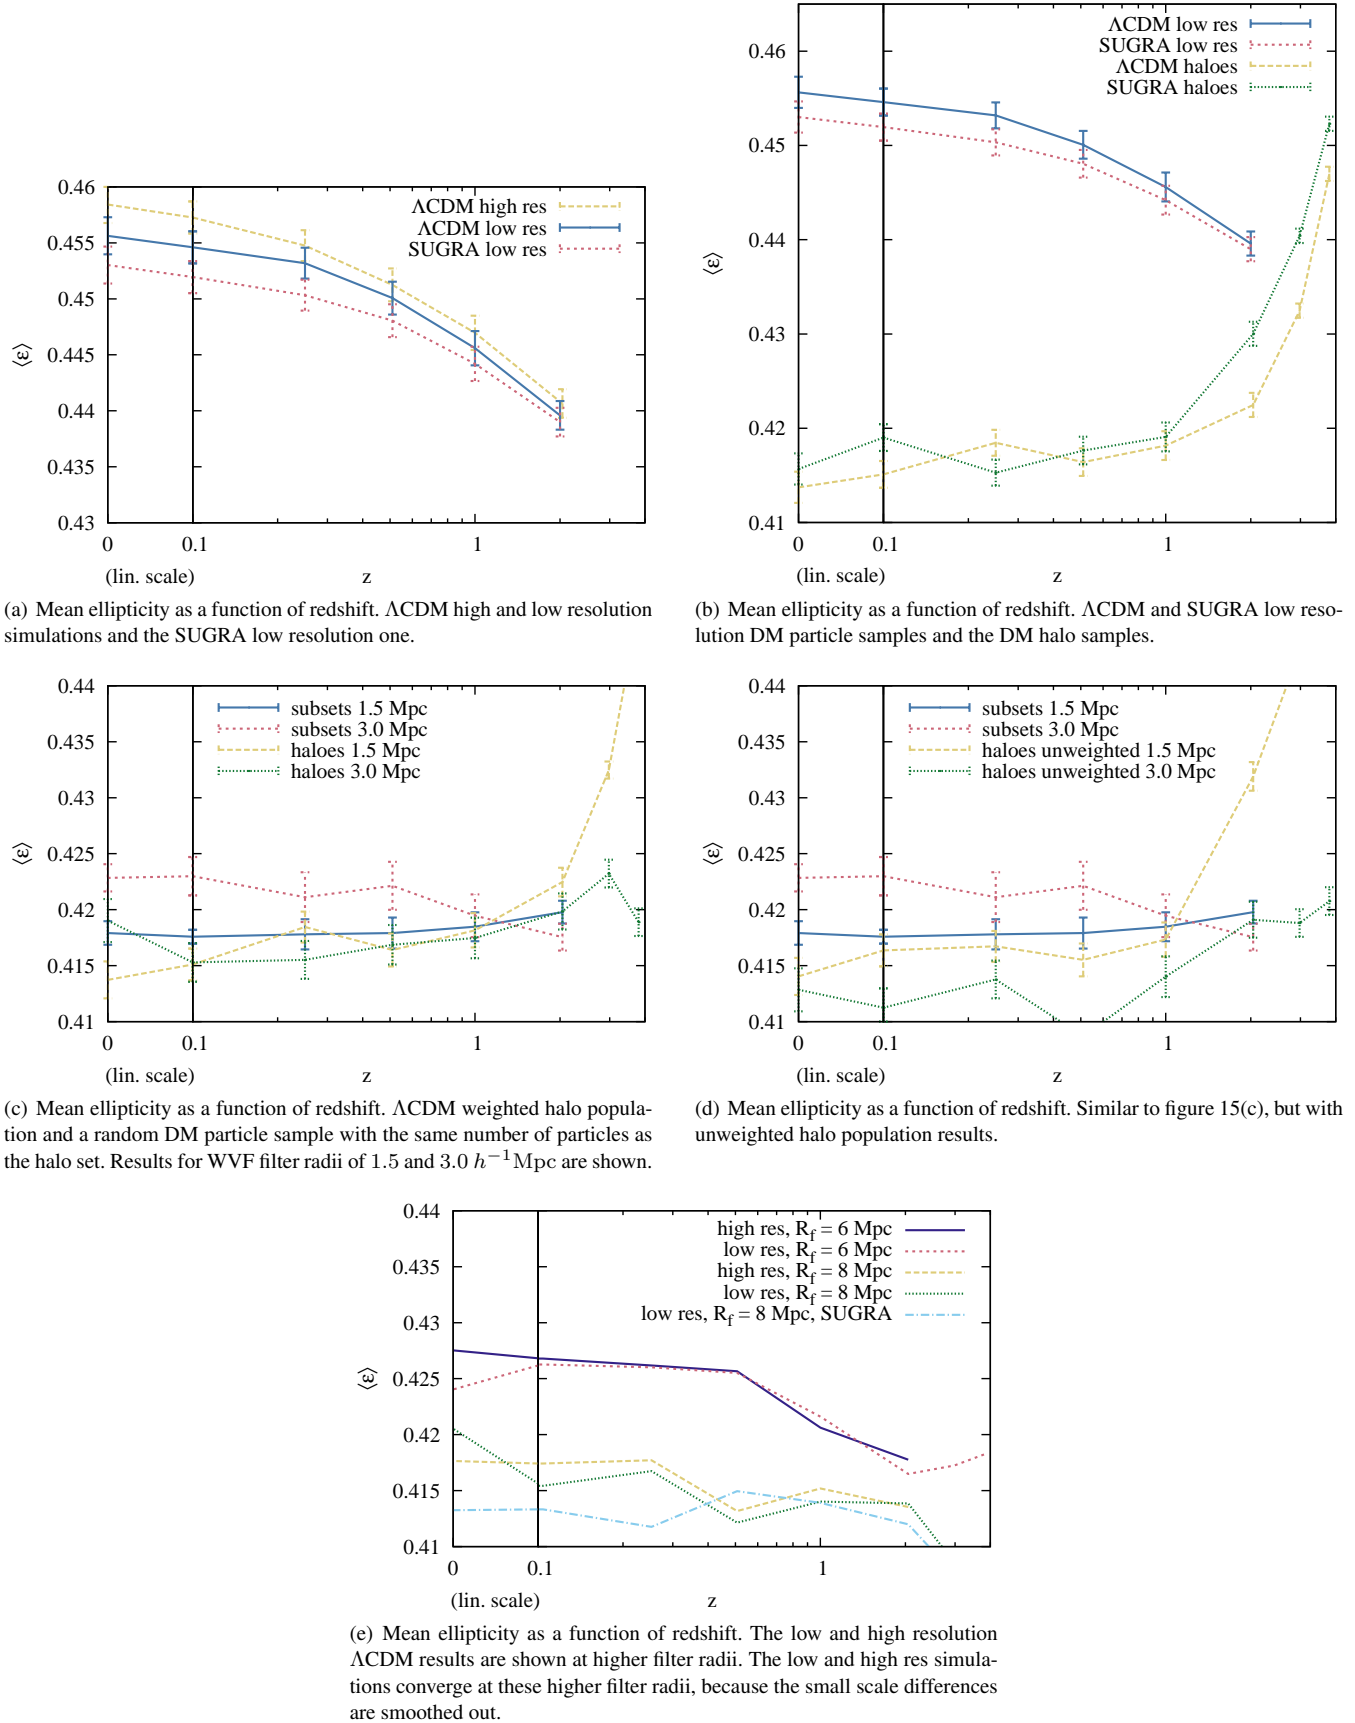 ΛCDM high res
ΛCDM low res
SUGRA low res
0.46
0.455
0.45
0.445
0.44
0.435
0.43
⟨ε⟩
0 0.1 1
(lin. scale) z
(a) Mean ellipticity as a function of redshift. ΛCDM high and low resolution
simulations and the SUGRA low resolution one.
ΛCDM low res
SUGRA low res
ΛCDM haloes
SUGRA haloes
0.46
0.45
0.44
0.43
0.42
0.41
⟨ε⟩
0 0.1 1
(lin. scale) z
(b) Mean ellipticity as a function of redshift. ΛCDM and SUGRA low reso-
lution DM particle samples and the DM halo samples.
subsets 1.5 Mpc
subsets 3.0 Mpc
haloes 1.5 Mpc
haloes 3.0 Mpc
0.44
0.435
0.43
0.425
0.42
0.415
0.41
⟨ε⟩
0 0.1 1
(lin. scale) z
(c) Mean ellipticity as a function of redshift. ΛCDM weighted halo popula-
tion and a random DM particle sample with the same number of particles as
the halo set. Results for WVF filter radii of 1.5 and 3.0 h⁻¹Mpc are shown.
subsets 1.5 Mpc
subsets 3.0 Mpc
haloes unweighted 1.5 Mpc
haloes unweighted 3.0 Mpc
0.44
0.435
0.43
0.425
0.42
0.415
0.41
⟨ε⟩
0 0.1 1
(lin. scale) z
(d) Mean ellipticity as a function of redshift. Similar to figure 15(c), but with
unweighted halo population results.
high res, R_f = 6 Mpc
low res, R_f = 6 Mpc
high res, R_f = 8 Mpc
low res, R_f = 8 Mpc
low res, R_f = 8 Mpc, SUGRA
0.44
0.435
0.43
0.425
0.42
0.415
0.41
⟨ε⟩
0 0.1 1
(lin. scale) z
(e) Mean ellipticity as a function of redshift. The low and high resolution
ΛCDM results are shown at higher filter radii. The low and high res simula-
tions converge at these higher filter radii, because the small scale differences
are smoothed out.